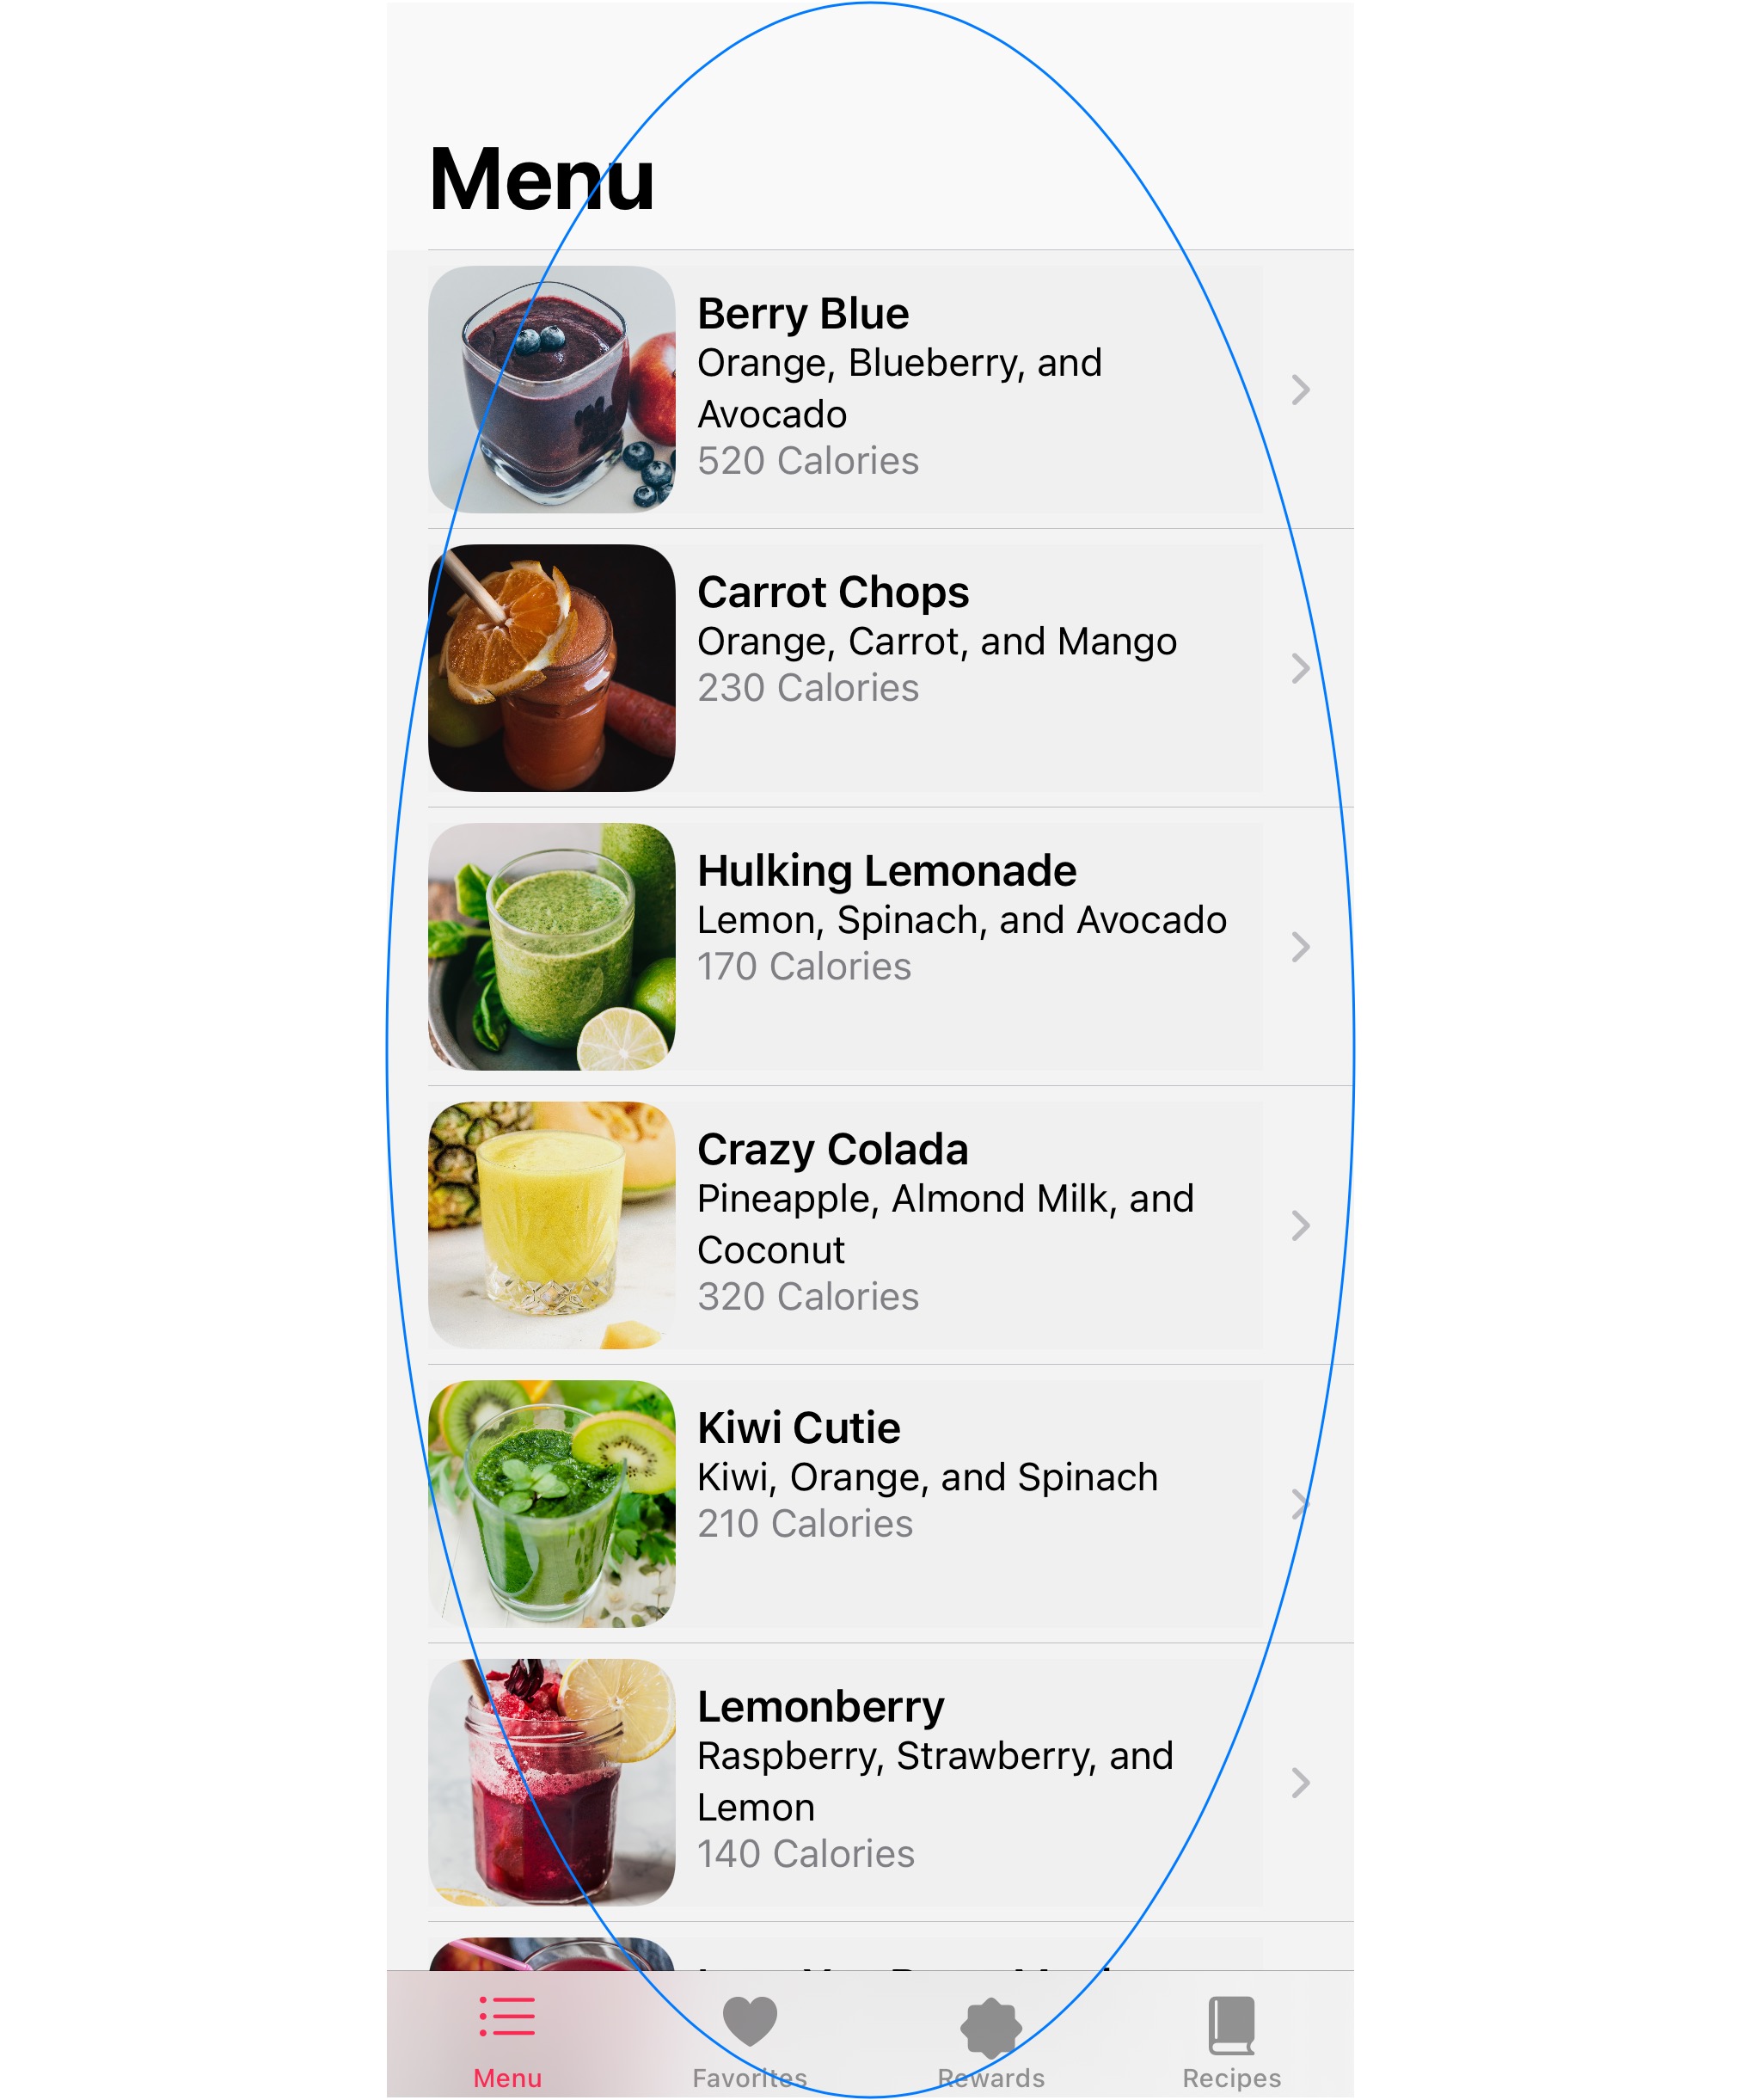 Menu
Berry Blue
Orange, Blueberry, and
Avocado
520 Calories
Carrot Chops
Orange, Carrot, and Mango
230 Calories
Hulking Lemonade
Lemon, Spinach, and Avocado
170 Calories
Crazy Colada
Pineapple, Almond Milk, and
Coconut
320 Calories
Kiwi Cutie
Kiwi, Orange, and Spinach
210 Calories
Lemonberry
Raspberry, Strawberry, and
Lemon
140 Calories
Menu
Favorites
Rewards
Recipes